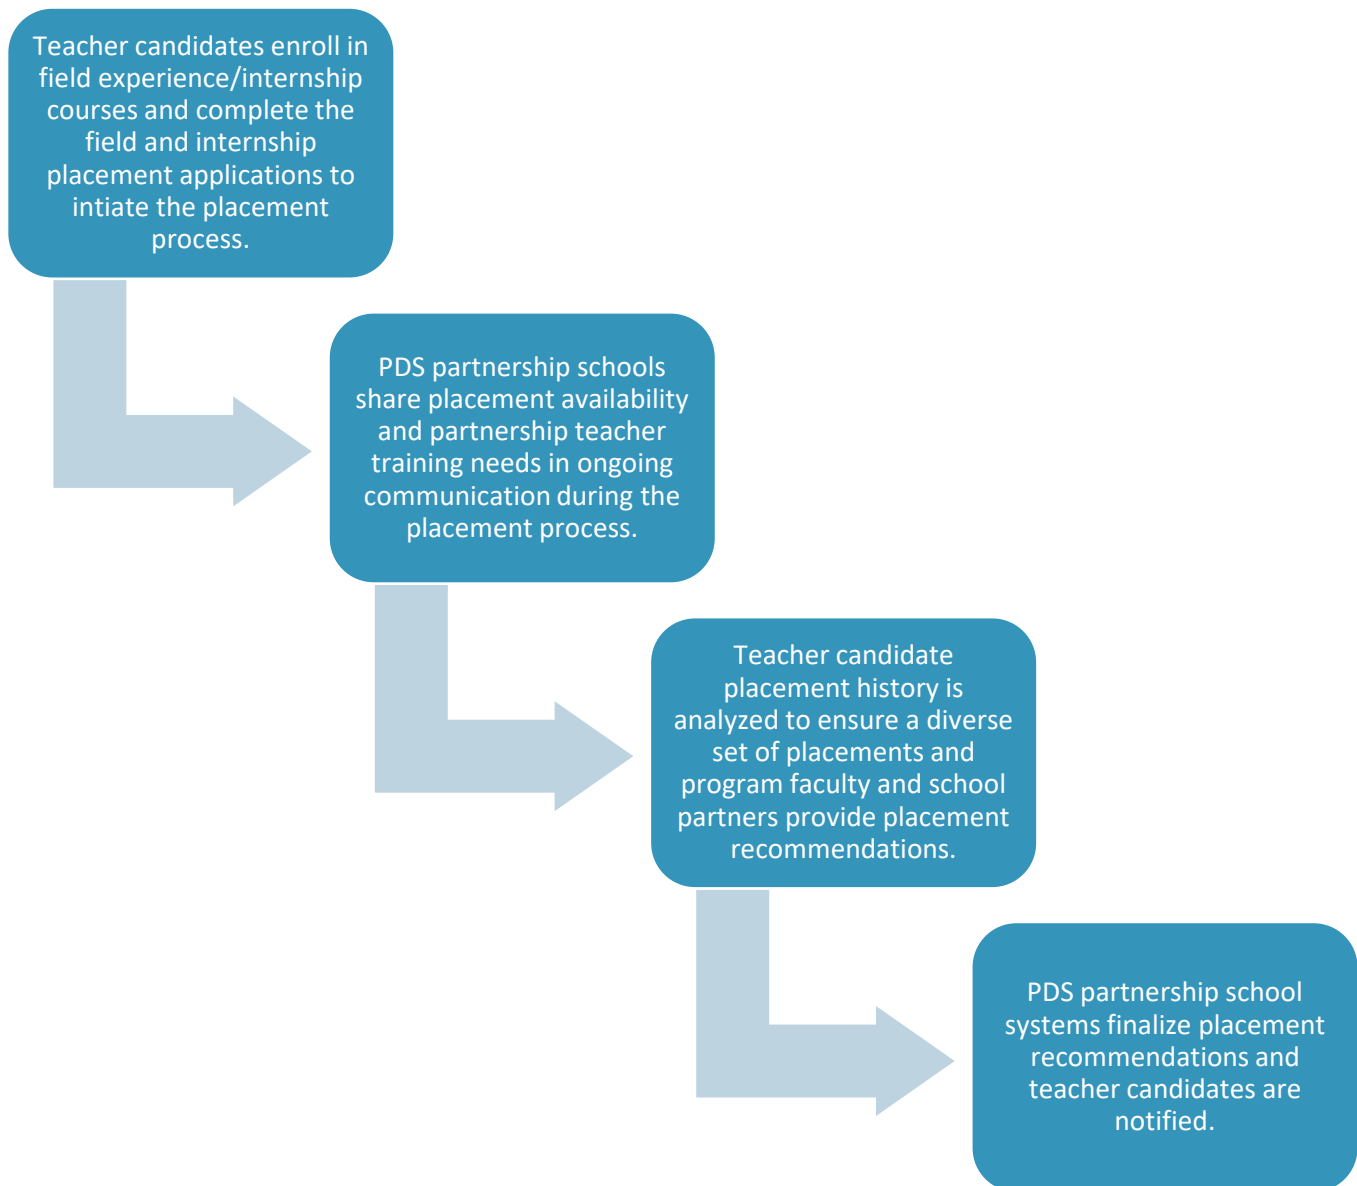 Teacher candidates enroll in
field experience/internship
courses and complete the
field and internship
placement applications to
intiate the placement
process.
PDS partnership schools
share placement availability
and partnership teacher
training needs in ongoing
communication during the
placement process.
Teacher candidate
placement history is
analyzed to ensure a diverse
set of placements and
program faculty and school
partners provide placement
recommendations.
PDS partnership school
systems finalize placement
recommendations and
teacher candidates are
notified.